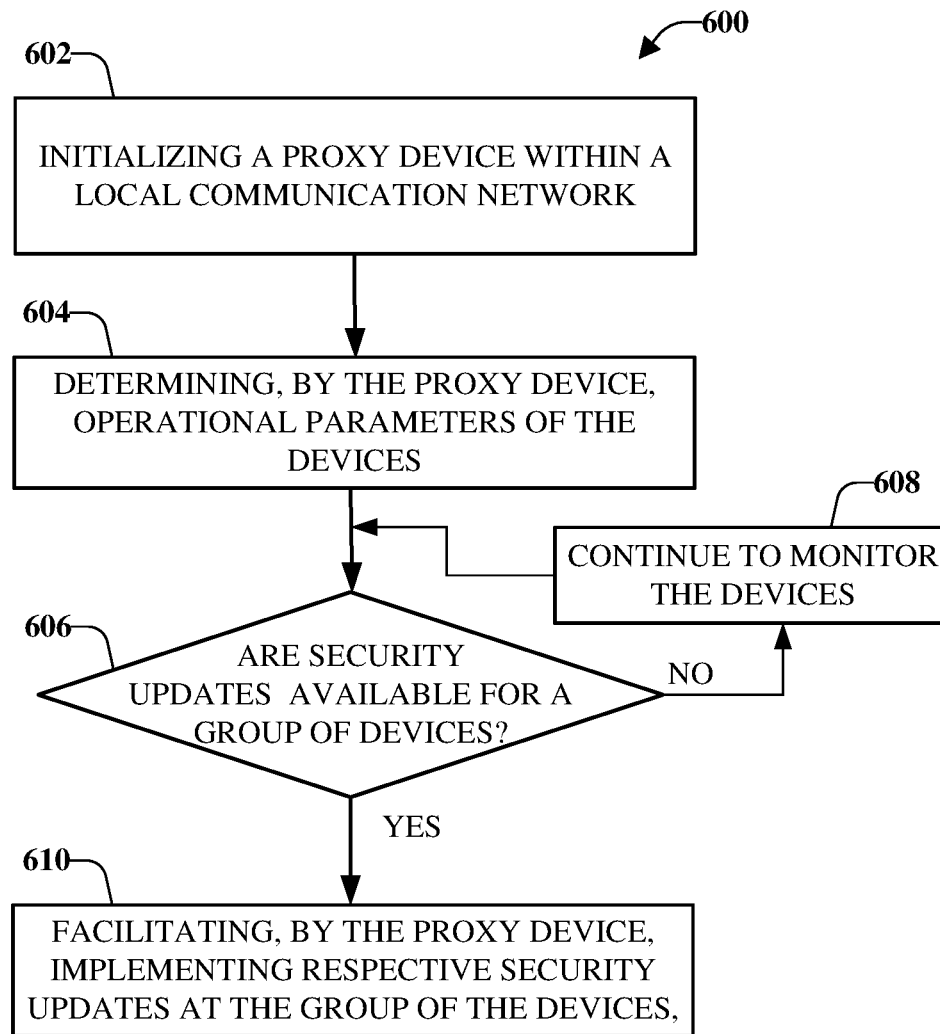 600
602
INITIALIZING A PROXY DEVICE WITHIN A
LOCAL COMMUNICATION NETWORK
604
DETERMINING, BY THE PROXY DEVICE,
OPERATIONAL PARAMETERS OF THE
DEVICES
608
CONTINUE TO MONITOR
THE DEVICES
606
ARE SECURITY
UPDATES AVAILABLE FOR A
GROUP OF DEVICES?
NO
YES
610
FACILITATING, BY THE PROXY DEVICE,
IMPLEMENTING RESPECTIVE SECURITY
UPDATES AT THE GROUP OF THE DEVICES,